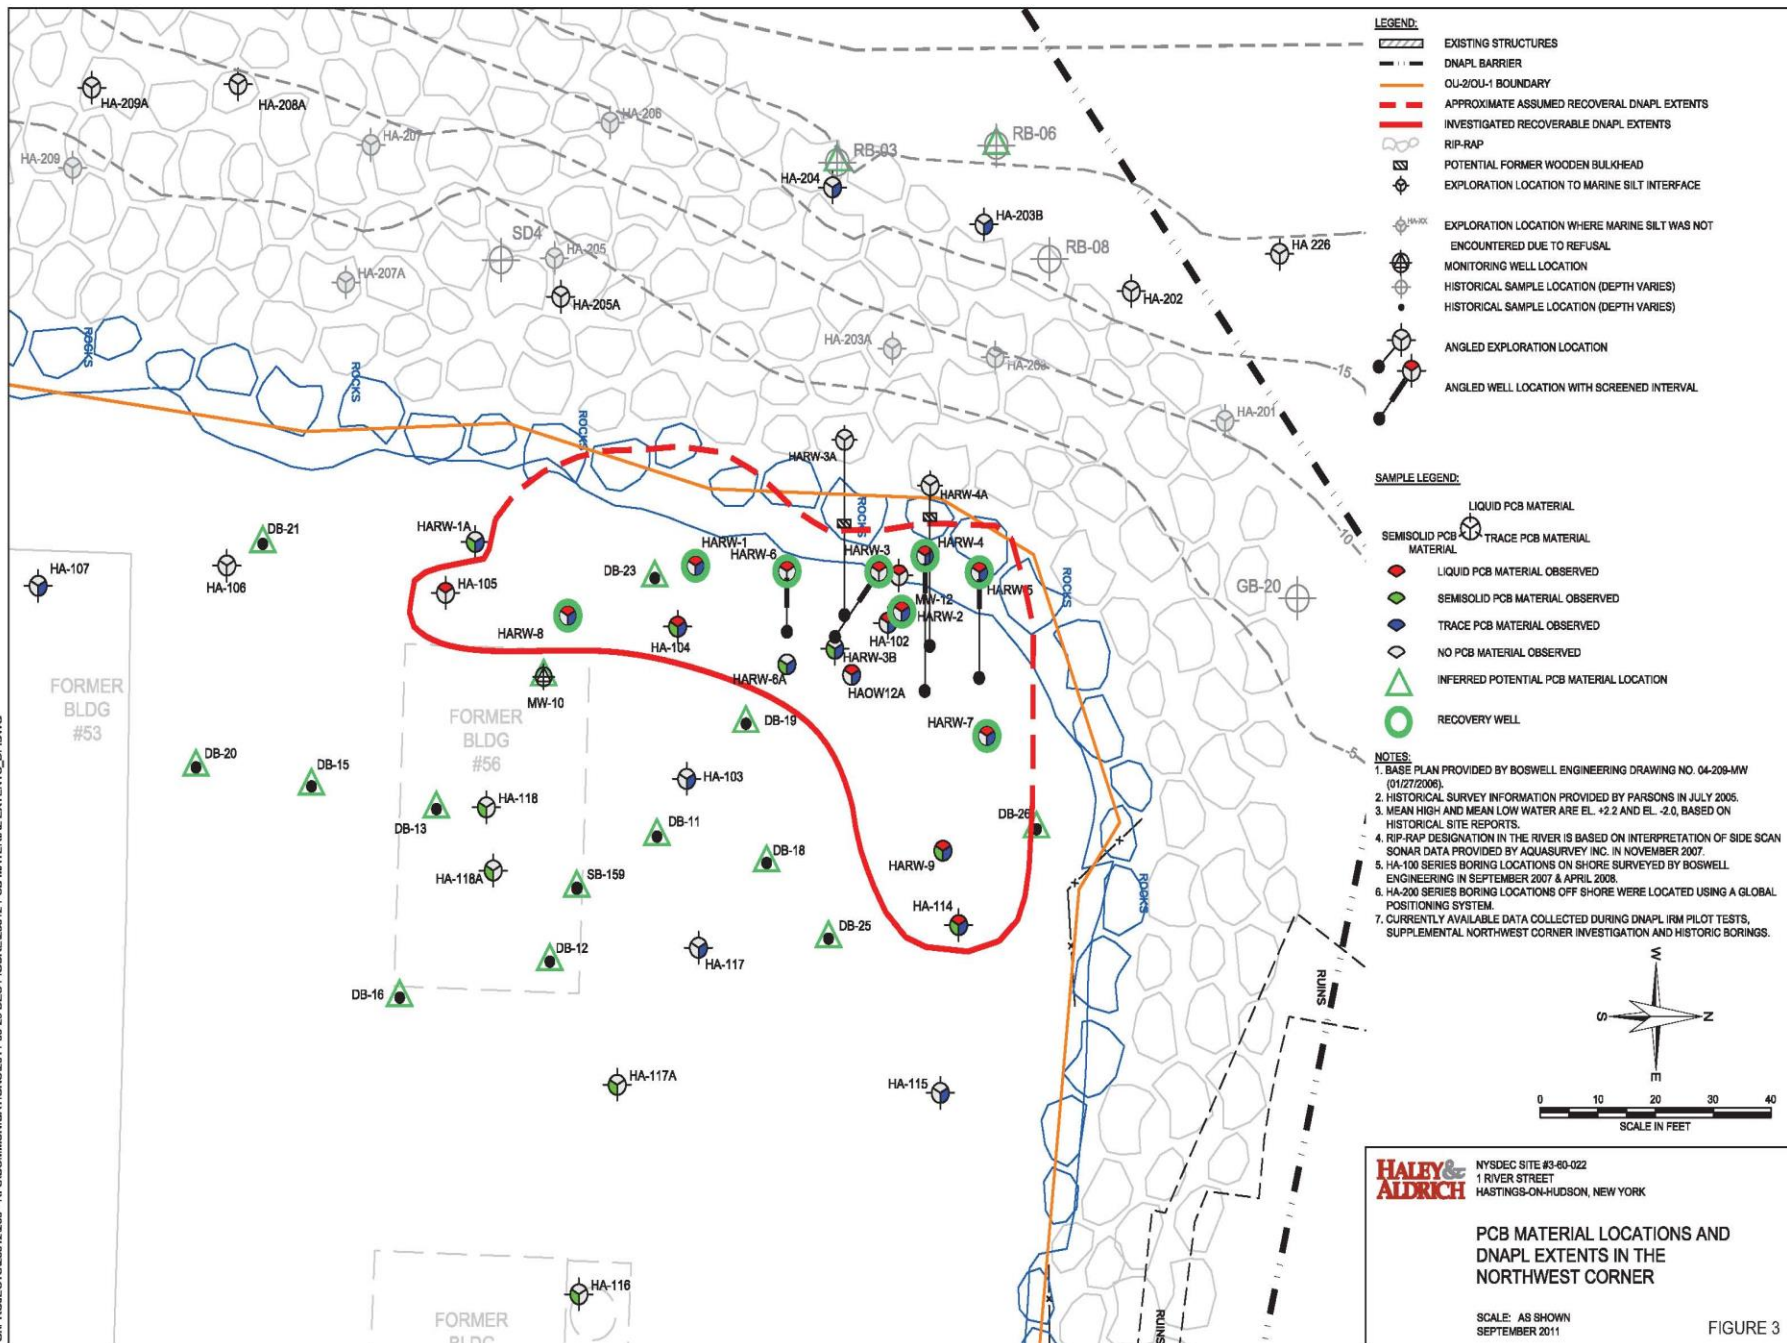 LEGEND:
EXISTING STRUCTURES
DNAPL BARRIER
OU-2/OU-1 BOUNDARY
APPROXIMATE ASSUMED RECOVERAL DNAPL EXTENTS
INVESTIGATED RECOVERABLE DNAPL EXTENTS
RIP-RAP
POTENTIAL FORMER WOODEN BULKHEAD
EXPLORATION LOCATION TO MARINE SILT INTERFACE
HA-XX
EXPLORATION LOCATION WHERE MARINE SILT WAS NOT
ENCOUNTERED DUE TO REFUSAL
MONITORING WELL LOCATION
HISTORICAL SAMPLE LOCATION (DEPTH VARIES)
HISTORICAL SAMPLE LOCATION (DEPTH VARIES)
ANGLED EXPLORATION LOCATION
ANGLED WELL LOCATION WITH SCREENED INTERVAL
SAMPLE LEGEND:
LIQUID PCB MATERIAL
SEMISOLID PCB
MATERIAL
TRACE PCB MATERIAL
LIQUID PCB MATERIAL OBSERVED
SEMISOLID PCB MATERIAL OBSERVED
TRACE PCB MATERIAL OBSERVED
NO PCB MATERIAL OBSERVED
INFERRED POTENTIAL PCB MATERIAL LOCATION
RECOVERY WELL
NOTES:
1. BASE PLAN PROVIDED BY BOSWELL ENGINEERING DRAWING NO. 04-209-MW
(01/27/2006).
2. HISTORICAL SURVEY INFORMATION PROVIDED BY PARSONS IN JULY 2005.
3. MEAN HIGH AND MEAN LOW WATER ARE EL. +2.2 AND EL. -2.0, BASED ON
HISTORICAL SITE REPORTS.
4. RIP-RAP DESIGNATION IN THE RIVER IS BASED ON INTERPRETATION OF SIDE SCAN
SONAR DATA PROVIDED BY AQUASURVEY INC. IN NOVEMBER 2007.
5. HA-100 SERIES BORING LOCATIONS ON SHORE SURVEYED BY BOSWELL
ENGINEERING IN SEPTEMBER 2007 & APRIL 2008.
6. HA-200 SERIES BORING LOCATIONS OFF SHORE WERE LOCATED USING A GLOBAL
POSITIONING SYSTEM.
7. CURRENTLY AVAILABLE DATA COLLECTED DURING DNAPL IRM PILOT TESTS,
SUPPLEMENTAL NORTHWEST CORNER INVESTIGATION AND HISTORIC BORINGS.
W
S
N
E
0 10 20 30 40
SCALE IN FEET
HALEY &
ALDRICH
NYSDEC SITE #3-60-022
1 RIVER STREET
HASTINGS-ON-HUDSON, NEW YORK
PCB MATERIAL LOCATIONS AND
DNAPL EXTENTS IN THE
NORTHWEST CORNER
SCALE: AS SHOWN
SEPTEMBER 2011
FIGURE 3
HA-209A
HA-208A
HA-206
HA-207
HA-209
RB-03
RB-06
HA-204
HA-203B
SD4
HA-205
RB-08
HA 226
HA-207A
HA-205A
HA-202
HA-203A
HA-203
HA-201
-15
-10
-5
ROCKS
ROCKS
ROCKS
ROCKS
ROCKS
ROCKS
HARW-3A
HARW-4A
DB-21
HARW-1A
HARW-1
HARW-6
HARW-3
HARW-4
HA-107
HA-106
HA-105
DB-23
HARW-5
MW-12
HARW-2
GB-20
HARW-8
HA-104
HA-102
HARW-3B
HARW-6A
HAOW12A
FORMER
BLDG
#53
MW-10
FORMER
BLDG
#56
DB-19
HARW-7
DB-20
DB-15
HA-103
HA-118
DB-13
DB-11
DB-26
DB-18
HARW-9
HA-118A
SB-159
HA-114
DB-25
DB-12
HA-117
DB-16
HA-117A
HA-115
RUINS
RUINS
HA-116
FORMER
BLDG